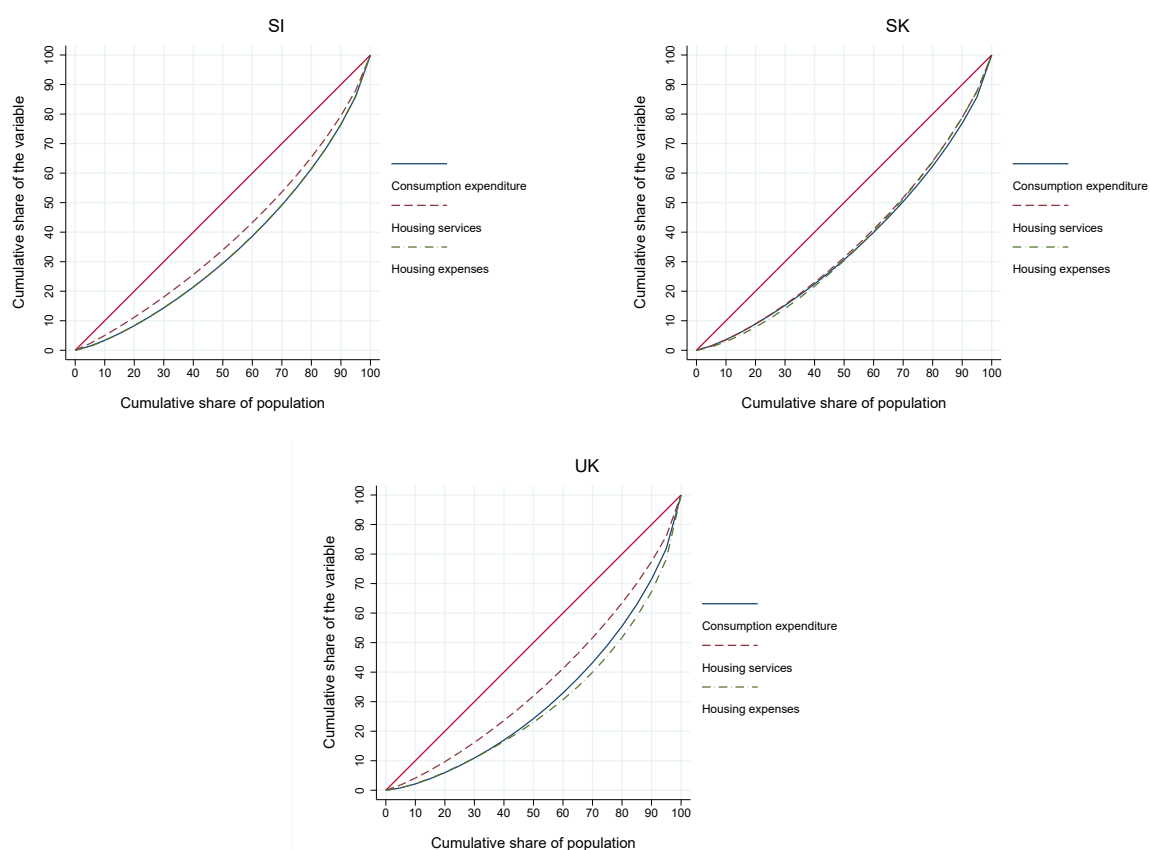 SI
Cumulative share of the variable
100
90
80
70
60
50
40
30
20
10
0
0 10 20 30 40 50 60 70 80 90 100
Cumulative share of population
Consumption expenditure
Housing services
Housing expenses
SK
Cumulative share of the variable
100
90
80
70
60
50
40
30
20
10
0
0 10 20 30 40 50 60 70 80 90 100
Cumulative share of population
Consumption expenditure
Housing services
Housing expenses
UK
Cumulative share of the variable
100
90
80
70
60
50
40
30
20
10
0
0 10 20 30 40 50 60 70 80 90 100
Cumulative share of population
Consumption expenditure
Housing services
Housing expenses